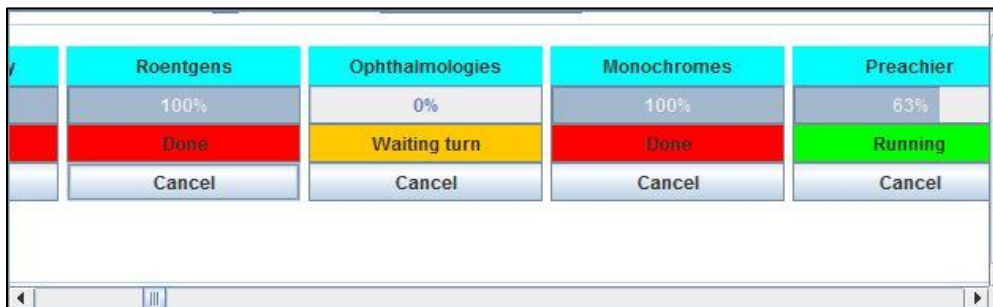 y Roentgens Ophthalmologies Monochromes Preachier
100% 0% 100% 63%
Done Waiting turn Done Running
Cancel Cancel Cancel Cancel